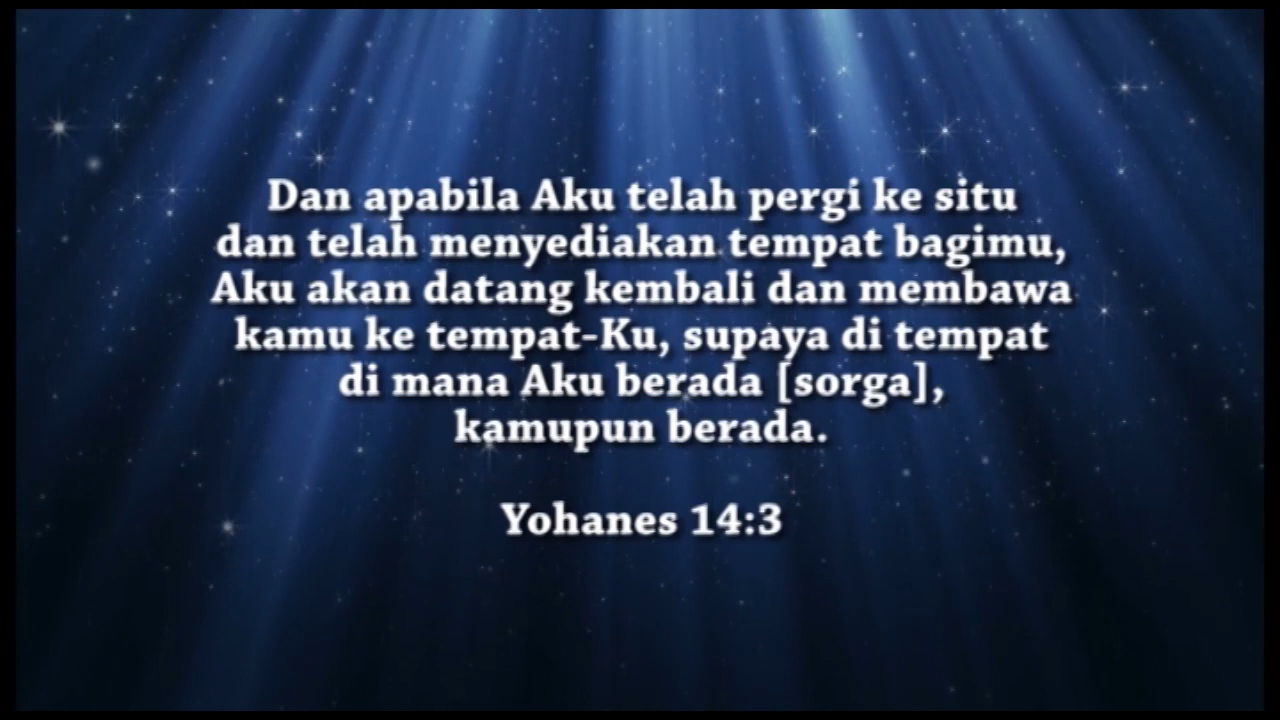 Dan apabila Aku telah pergi ke situ
dan telah menyediakan tempat bagimu,
Aku akan datang kembali dan membawa
kamu ke tempat-Ku, supaya di tempat
di mana Aku berada [sorga],
kamupun berada.
Yohanes 14:3